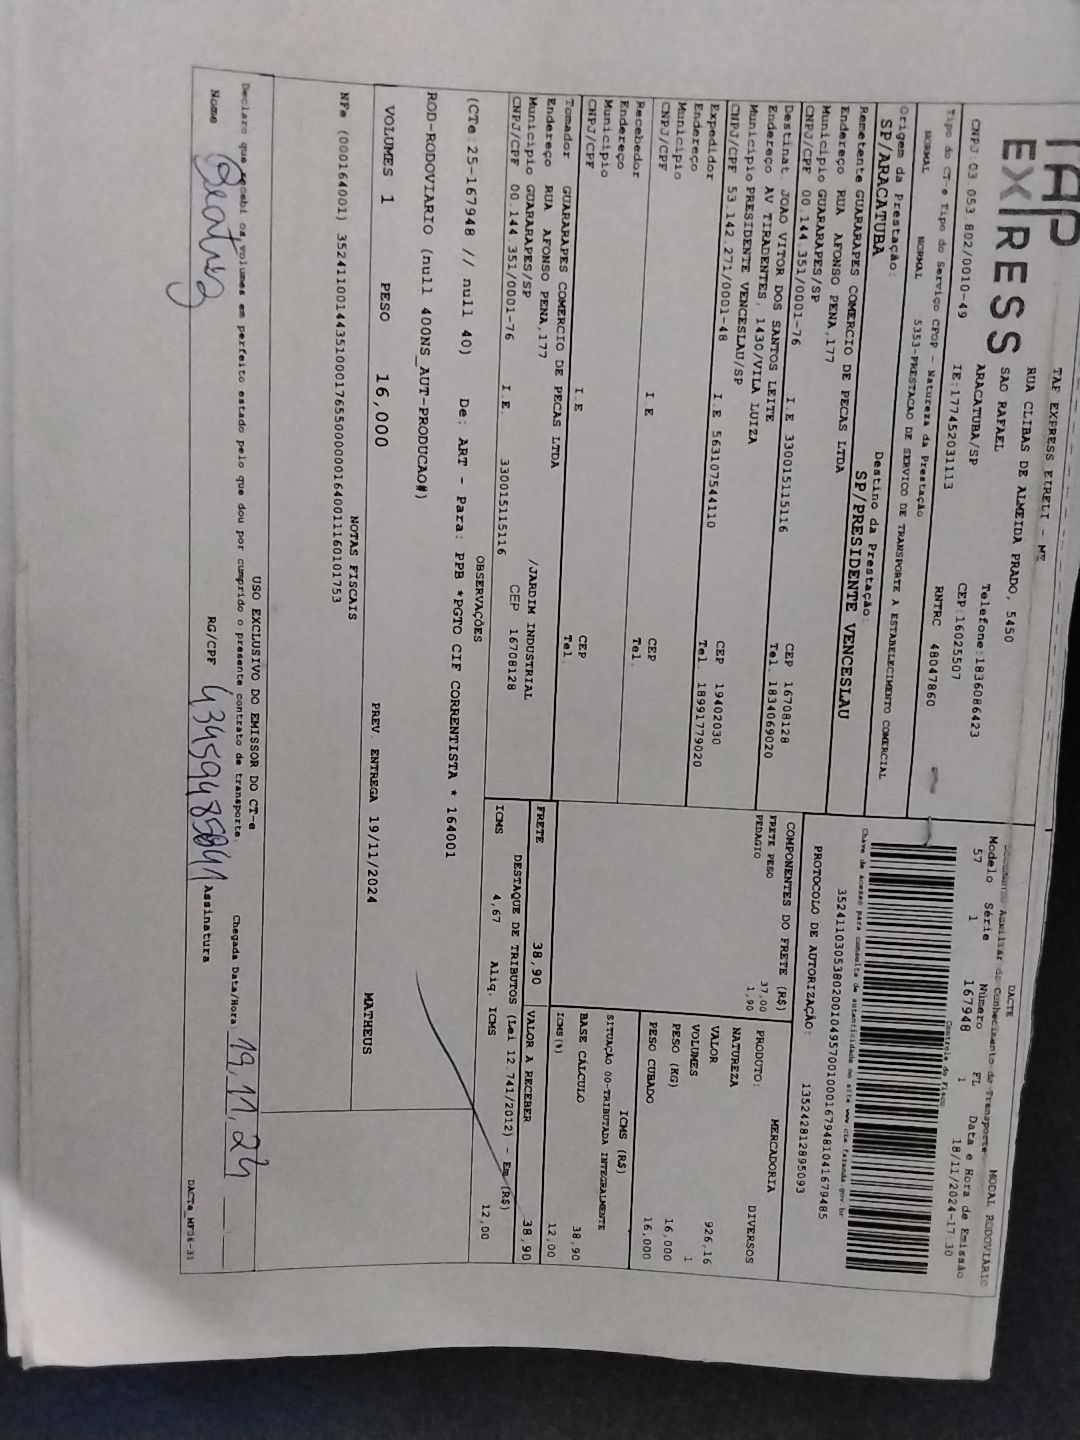 TAP
EXPRESS
TAP EXPRESS EIRELI - ME
RUA CLIBAS DE ALMEIDA PRADO, 5450
SAO RAFAEL
Telefone:1836086423
ARACATUBA/SP
CEP:16025507
CNPJ:03 053 802/0010-49
IE:177452031113
RNTRC 48047860
Tipo do CT-e Tipo do Serviço CFOP - Natureza da Prestação
NORMAL NORMAL 5353-PRESTACAO DE SERVICO DE TRANSPORTE A ESTABELECIMENTO COMERCIAL
Origem da Prestação: Destino da Prestação:
SP/ARACATUBA SP/PRESIDENTE VENCESLAU
Remetente GUARARAPES COMERCIO DE PECAS LTDA
Endereço RUA AFONSO PENA,177
Municipio GUARARAPES/SP CEP 16708128
CNPJ/CPF 00.144.351/0001-76 I.E 330015115116 Tel. 1834069020
Destinat. JOAO VITOR DOS SANTOS LEITE
Endereço AV TIRADENTES, 1430/VILA LUIZA
Municipio PRESIDENTE VENCESLAU/SP CEP 19402030
CNPJ/CPF 53.142.271/0001-48 I.E 563107544110 Tel 18991779020
Expedidor
Endereço
Municipio CEP
CNPJ/CPF I.E Tel.
Recebedor
Endereço
Municipio CEP
CNPJ/CPF I.E Tel.
Tomador GUARARAPES COMERCIO DE PECAS LTDA
Endereço RUA AFONSO PENA,177 /JARDIM INDUSTRIAL
Municipio GUARARAPES/SP CEP 16708128
CNPJ/CPF 00.144.351/0001-76 I.E. 330015115116
DACTE MODAL RODOVIÁRIO
Documento Auxiliar do Conhecimento de Transporte
Modelo Série Número FL Data e Hora de Emissão
57 1 167948 1 18/11/2024-17:30
Controle do Fisco
Chave de Acesso para consulta de autenticidade no site www.cte.fazenda.gov.br
35241103053802001049570010001679481041679485
PROTOCOLO DE AUTORIZAÇÃO: 135242812895093
COMPONENTES DO FRETE (R$)
FRETE PESO 37,00
PEDAGIO 1,90
PRODUTO: MERCADORIA
NATUREZA DIVERSOS
VALOR 926,16
VOLUMES 1
PESO (KG) 16,000
PESO CUBADO 16,000
ICMS (R$)
SITUAÇÃO 00-TRIBUTADA INTEGRALMENTE
BASE CÁLCULO 38,90
ICMS(%) 12,00
FRETE 38,90 VALOR A RECEBER 38,90
DESTAQUE DE TRIBUTOS (Lei 12.741/2012) - Em (R$)
ICMS 4,67 Aliq. ICMS 12,00
OBSERVAÇÕES
(CTe:25-167948 // null 40) De: ART - Para: PPB *PGTO CIF CORRENTISTA * 164001
ROD-RODOVIARIO (null 400NS_AUT-PRODUCAO#)
VOLUMES 1 PESO 16,000 PREV ENTREGA 19/11/2024 MATHEUS
NOTAS FISCAIS
NFe (000164001) 35241100144351000176550000001640011160101753
USO EXCLUSIVO DO EMISSOR DO CT-e
Declaro que recebi os volumes em perfeito estado pelo que dou por cumprido o presente contrato de transporte. Chegada Data/Hora 19, 11, 24
Nome Beatriz RG/CPF Assinatura
DACTe_MF06-31